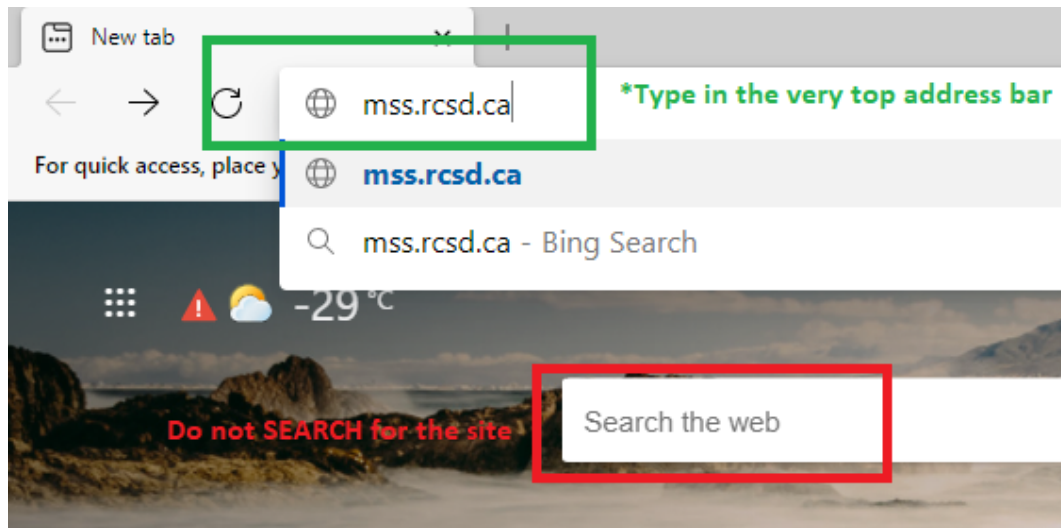 New tab
mss.rcsd.ca
*Type in the very top address bar
For quick access, place y
mss.rcsd.ca
mss.rcsd.ca - Bing Search
-29 °C
Do not SEARCH for the site
Search the web